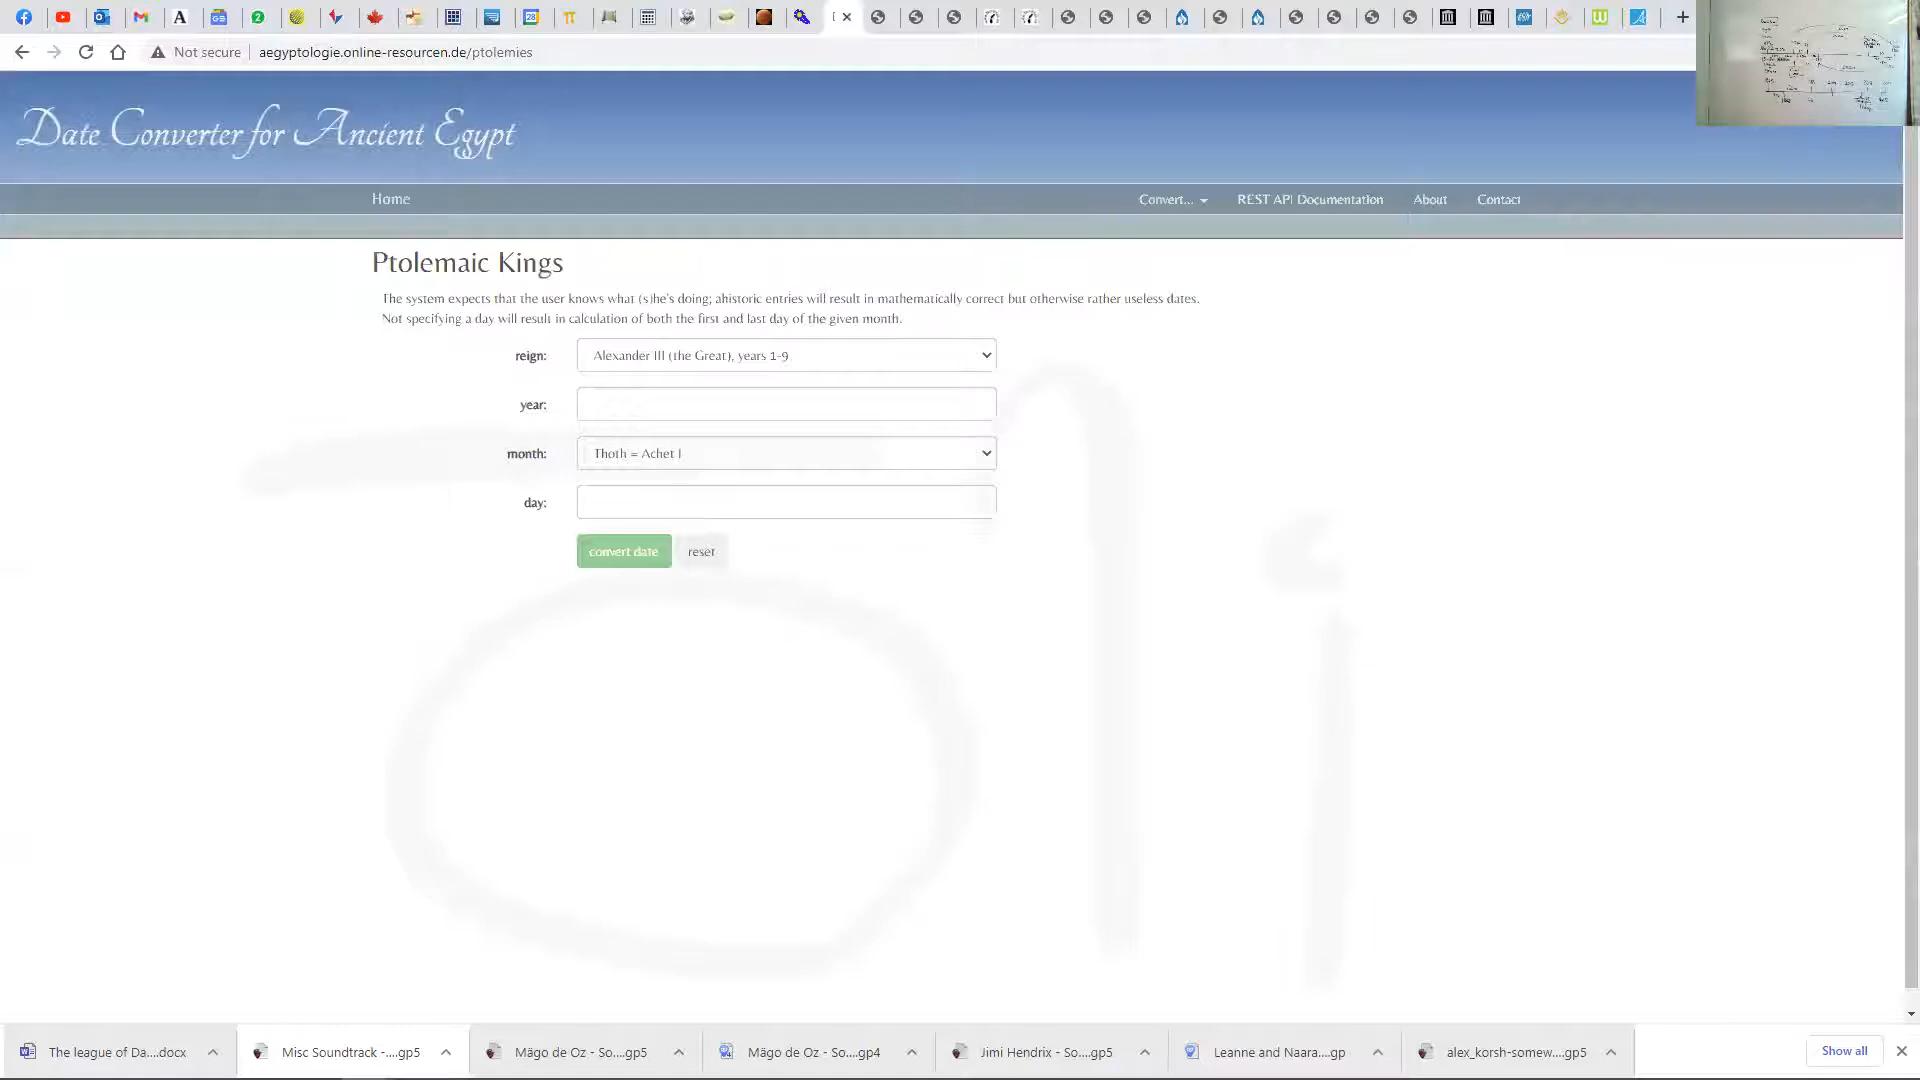 Not secure
aegyptologie.online-resourcen.de/ptolemies
Date Converter for Ancient Egypt
Home
Convert...
REST API Documentation
About
Contact
Ptolemaic Kings
The system expects that the user knows what (s)he's doing; ahistoric entries will result in mathematically correct but otherwise rather useless dates.
Not specifying a day will result in calculation of both the first and last day of the given month.
reign:
Alexander III (the Great), years 1-9
year:
month:
Thoth = Achet I
day:
convert date
reset
The league of Da....docx
Misc Soundtrack -....gp5
Mägo de Oz - So....gp5
Mägo de Oz - So....gp4
Jimi Hendrix - So....gp5
Leanne and Naara....gp
alex_korsh-somew....gp5
Show all